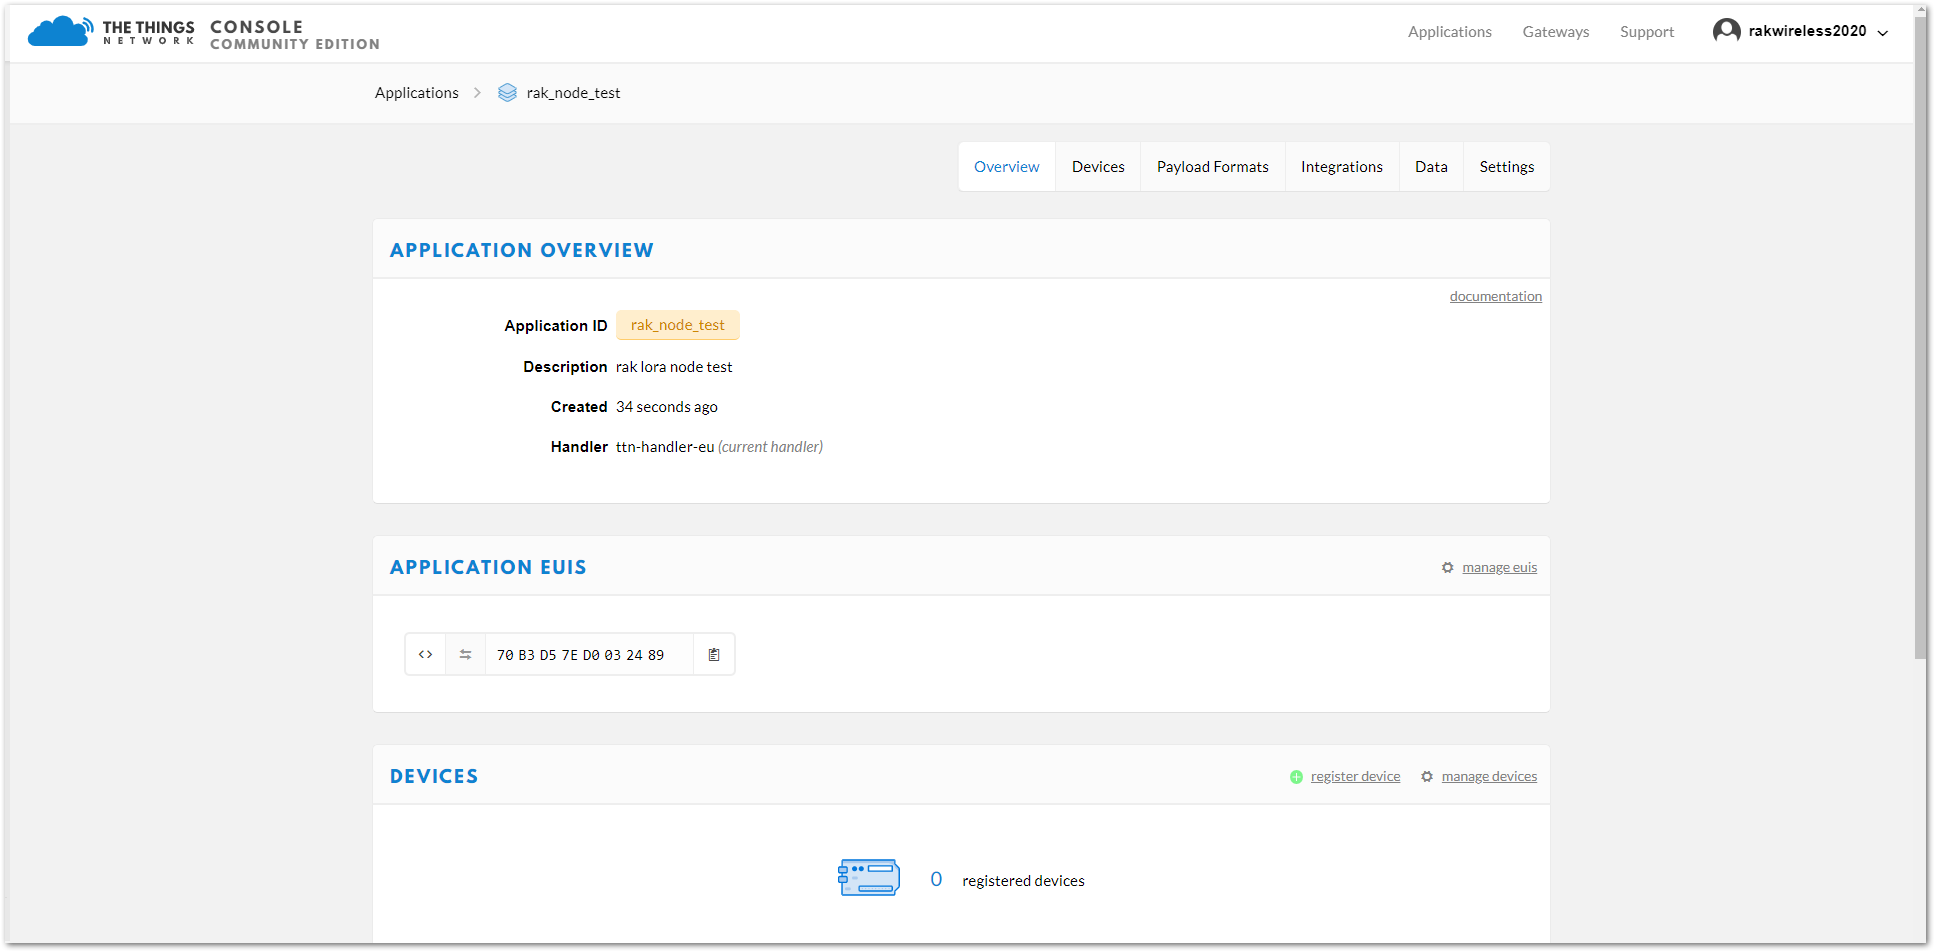 THE THINGS NETWORK CONSOLE COMMUNITY EDITION
Applications Gateways Support rakwireless2020
Applications rak_node_test
Overview Devices Payload Formats Integrations Data Settings
APPLICATION OVERVIEW
documentation
Application ID rak_node_test
Description rak lora node test
Created 34 seconds ago
Handler ttn-handler-eu (current handler)
APPLICATION EUIS
manage euis
<> 70 B3 D5 7E D0 03 24 89
DEVICES
register device manage devices
0 registered devices